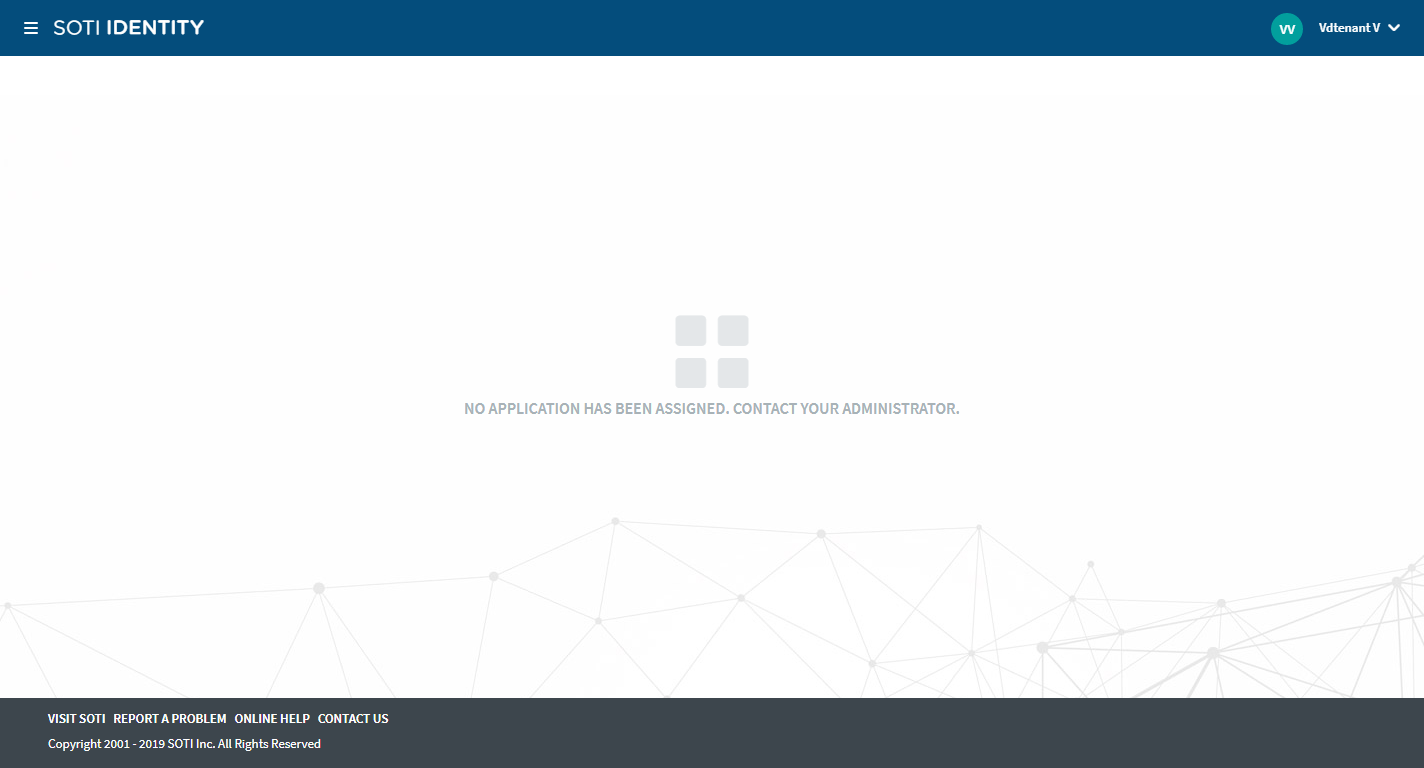 SOTI IDENTITY
VV
Vdtenant V
NO APPLICATION HAS BEEN ASSIGNED. CONTACT YOUR ADMINISTRATOR.
VISIT SOTI REPORT A PROBLEM ONLINE HELP CONTACT US
Copyright 2001 - 2019 SOTI Inc. All Rights Reserved